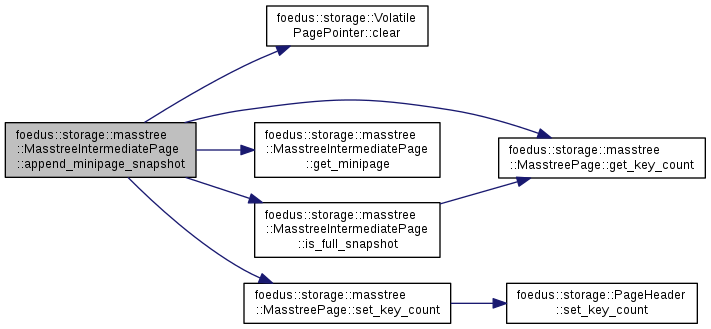 foedus::storage::Volatile
PagePointer::clear
foedus::storage::masstree
::MasstreeIntermediatePage
::append_minipage_snapshot
foedus::storage::masstree
::MasstreeIntermediatePage
::get_minipage
foedus::storage::masstree
::MasstreePage::get_key_count
foedus::storage::masstree
::MasstreeIntermediatePage
::is_full_snapshot
foedus::storage::masstree
::MasstreePage::set_key_count
foedus::storage::PageHeader
::set_key_count